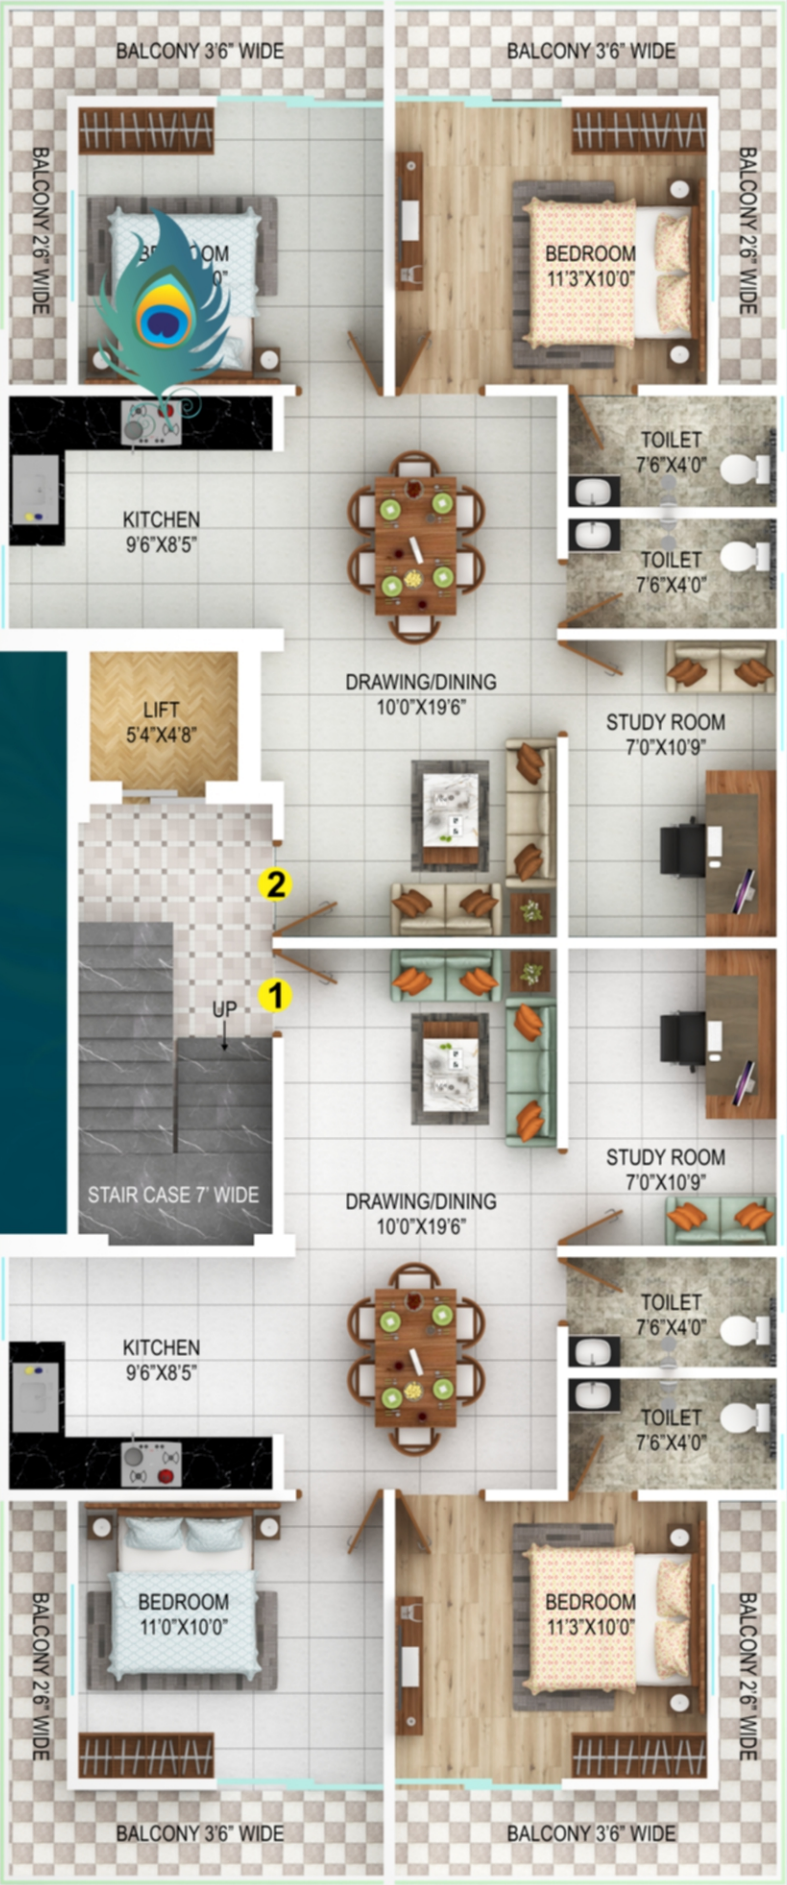 BALCONY 3'6" WIDE
BALCONY 3'6" WIDE
BALCONY 2'6" WIDE
BALCONY 2'6" WIDE
BEDROOM
11'3"X10'0"
TOILET
7'6"X4'0"
KITCHEN
9'6"X8'5"
TOILET
7'6"X4'0"
DRAWING/DINING
10'0"X19'6"
LIFT
5'4"X4'8"
STUDY ROOM
7'0"X10'9"
2
1
UP
STUDY ROOM
7'0"X10'9"
STAIR CASE 7' WIDE
DRAWING/DINING
10'0"X19'6"
TOILET
7'6"X4'0"
KITCHEN
9'6"X8'5"
TOILET
7'6"X4'0"
BEDROOM
11'0"X10'0"
BEDROOM
11'3"X10'0"
BALCONY 2'6" WIDE
BALCONY 2'6" WIDE
BALCONY 3'6" WIDE
BALCONY 3'6" WIDE